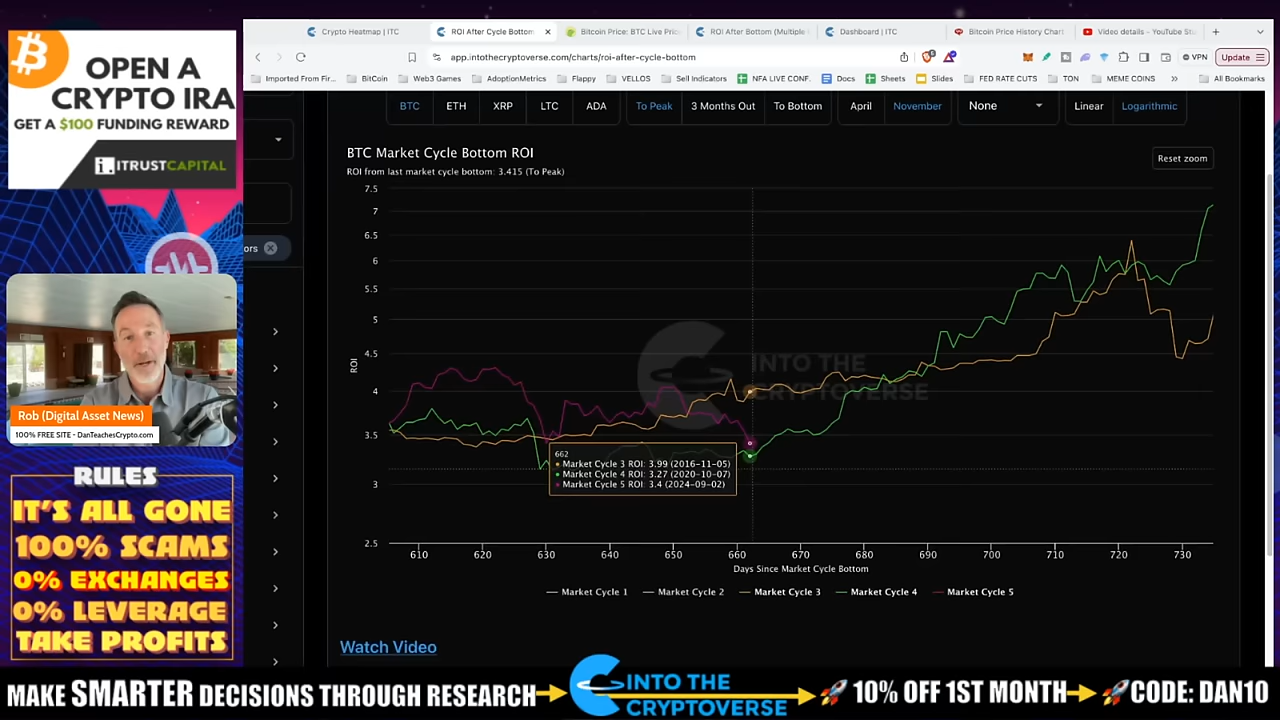 OPEN A
CRYPTO IRA
GET A $100 FUNDING REWARD
i. iTRUSTCAPITAL
Crypto Heatmap | ITC
ROI After Cycle Bottom
Bitcoin Price: BTC Live Pric
ROI After Bottom (Multiple
Dashboard | ITC
Bitcoin Price History Chart
Video details - YouTube Stu
app.intothecryptoverse.com/charts/roi-after-cycle-bottom
VPN
Update
Imported From Fir...
BitCoin
Web3 Games
AdoptionMetrics
Flappy
VELLOS
Sell Indicators
NFA LIVE CONF.
Docs
Sheets
Slides
FED RATE CUTS
TON
MEME COINS
All Bookmarks
BTC ETH XRP LTC ADA To Peak 3 Months Out To Bottom April November None Linear Logarithmic
BTC Market Cycle Bottom ROI
ROI from last market cycle bottom: 3.415 (To Peak)
Reset zoom
ors
7.5
7
6.5
6
5.5
5
4.5
4
3.5
3
2.5
ROI
INTO THE
CRYPTOVERSE
662
Market Cycle 3 ROI: 3.99 (2016-11-05)
Market Cycle 4 ROI: 3.27 (2020-10-07)
Market Cycle 5 ROI: 3.4 (2024-09-02)
610 620 630 640 650 660 670 680 690 700 710 720 730
Days Since Market Cycle Bottom
Market Cycle 1 Market Cycle 2 Market Cycle 3 Market Cycle 4 Market Cycle 5
Watch Video
Rob (Digital Asset News)
100% FREE SITE - DanTeachesCrypto.com
RULES
IT'S ALL GONE
100% SCAMS
0% EXCHANGES
0% LEVERAGE
TAKE PROFITS
MAKE SMARTER DECISIONS THROUGH RESEARCH
INTO THE
CRYPTOVERSE
10% OFF 1ST MONTH
CODE: DAN10